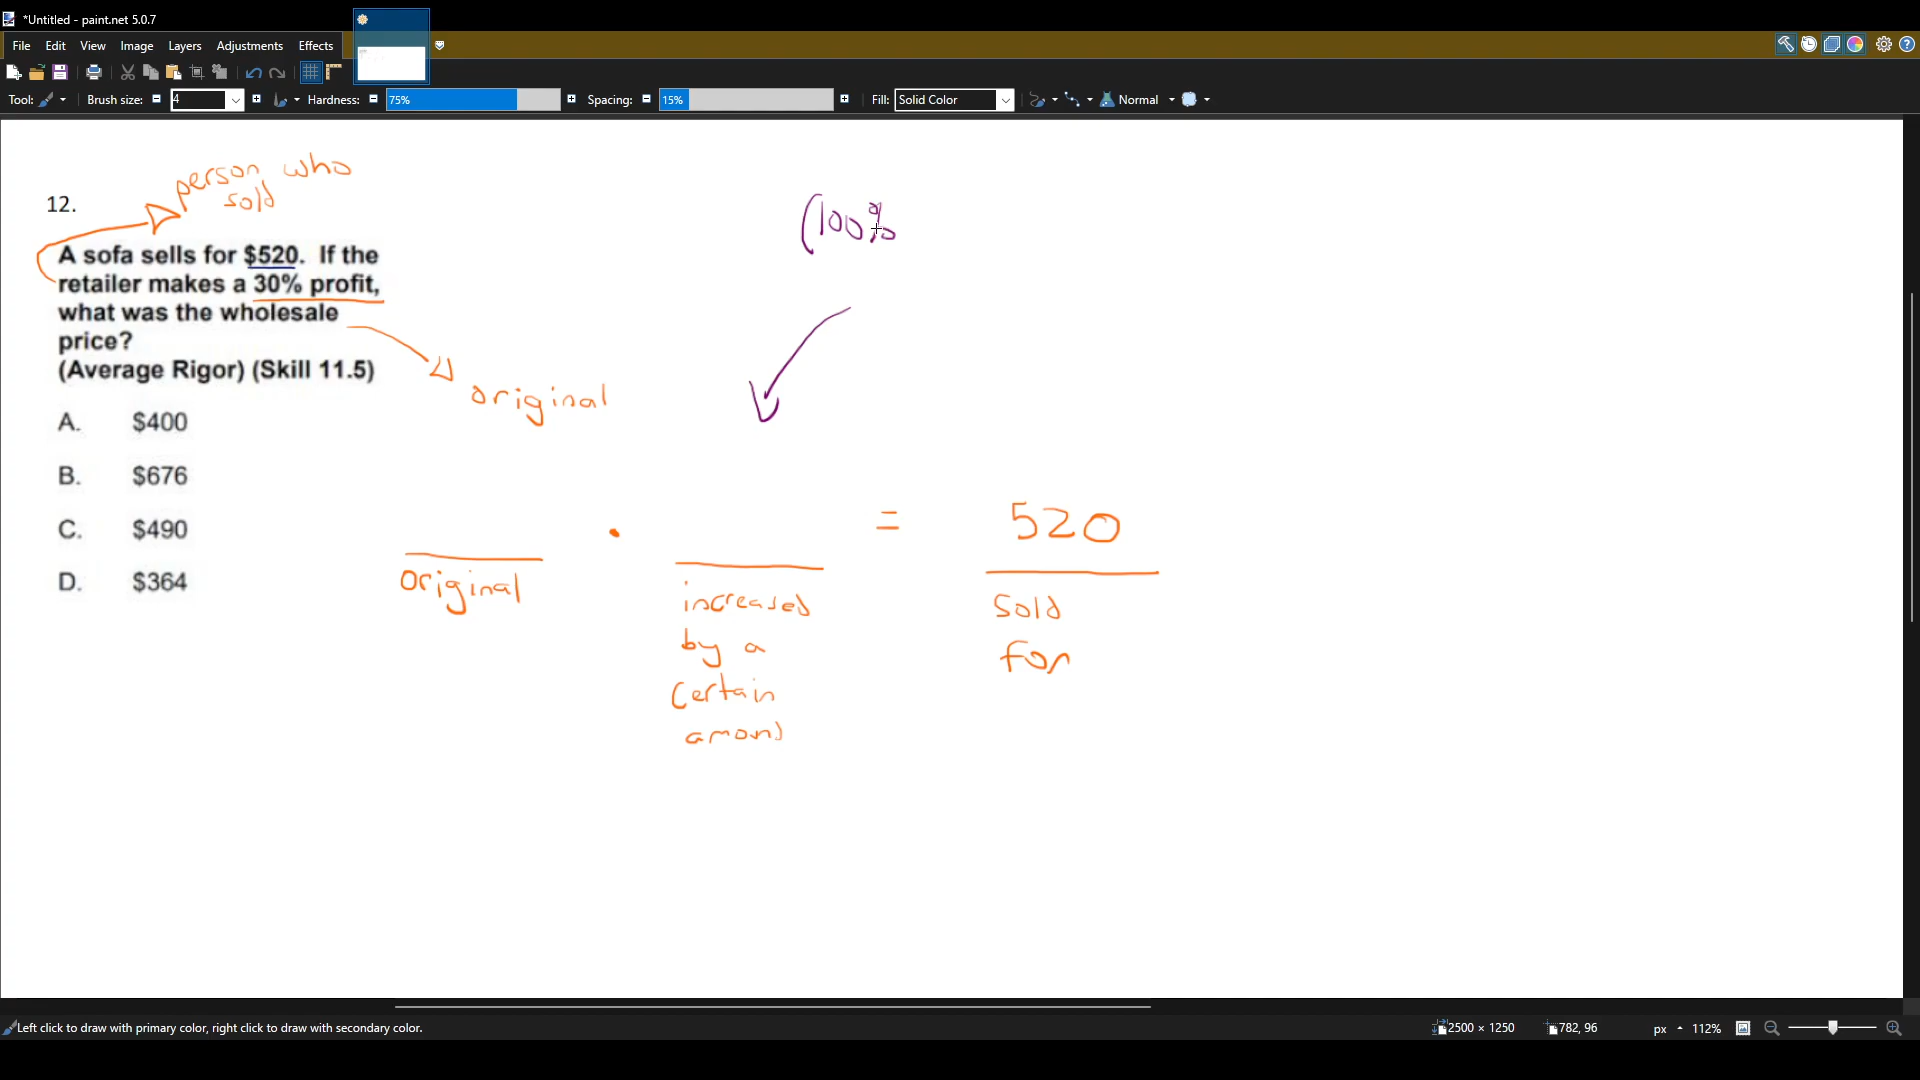 *Untitled - paint.net 5.0.7
File Edit View Image Layers Adjustments Effects
Tool: Brush size: 4 Hardness: 75% Spacing: 15% Fill: Solid Color Normal
person who
sold
12.
(100%
A sofa sells for $520. If the
retailer makes a 30% profit,
what was the wholesale
price?
(Average Rigor) (Skill 11.5)
original
A. $400
B. $676
C. $490
D. $364
· = 520
original
increased
by a
certain
amount
sold
for
Left click to draw with primary color, right click to draw with secondary color.
2500 × 1250 782, 96 px 112%